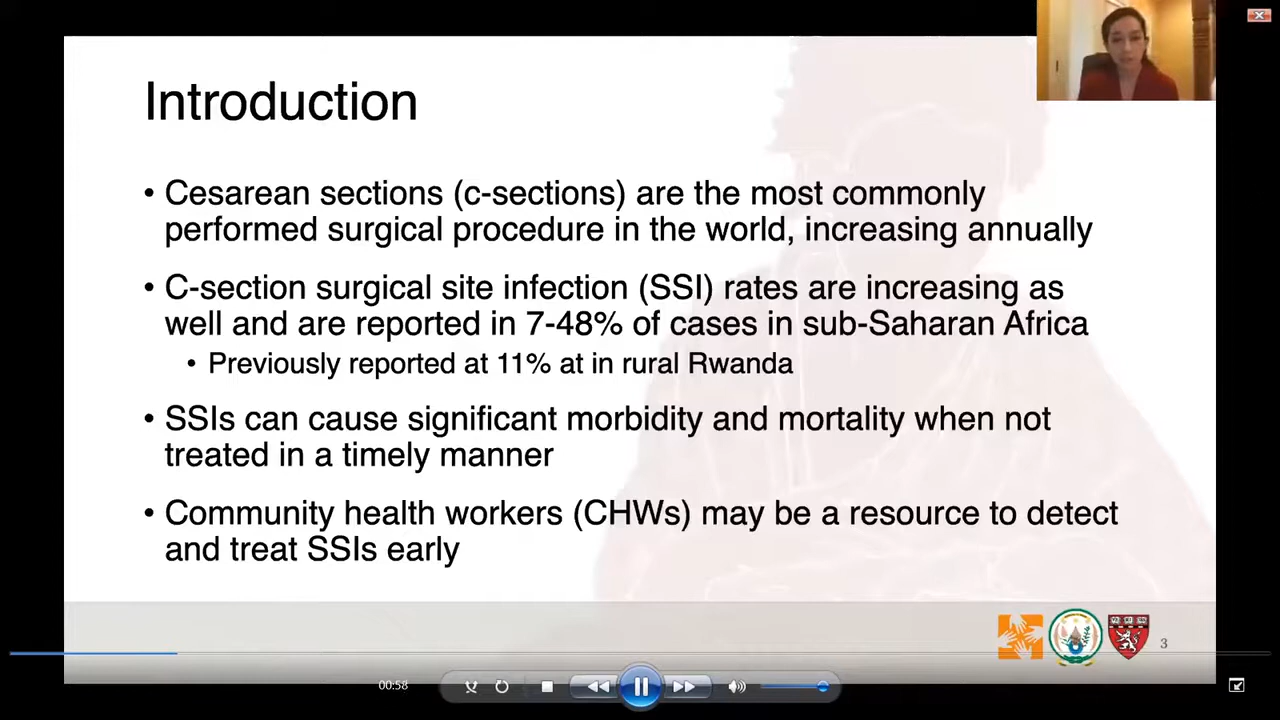 Introduction
• Cesarean sections (c-sections) are the most commonly
performed surgical procedure in the world, increasing annually
• C-section surgical site infection (SSI) rates are increasing as
well and are reported in 7-48% of cases in sub-Saharan Africa
• Previously reported at 11% at in rural Rwanda
• SSIs can cause significant morbidity and mortality when not
treated in a timely manner
• Community health workers (CHWs) may be a resource to detect
and treat SSIs early
3
00:58